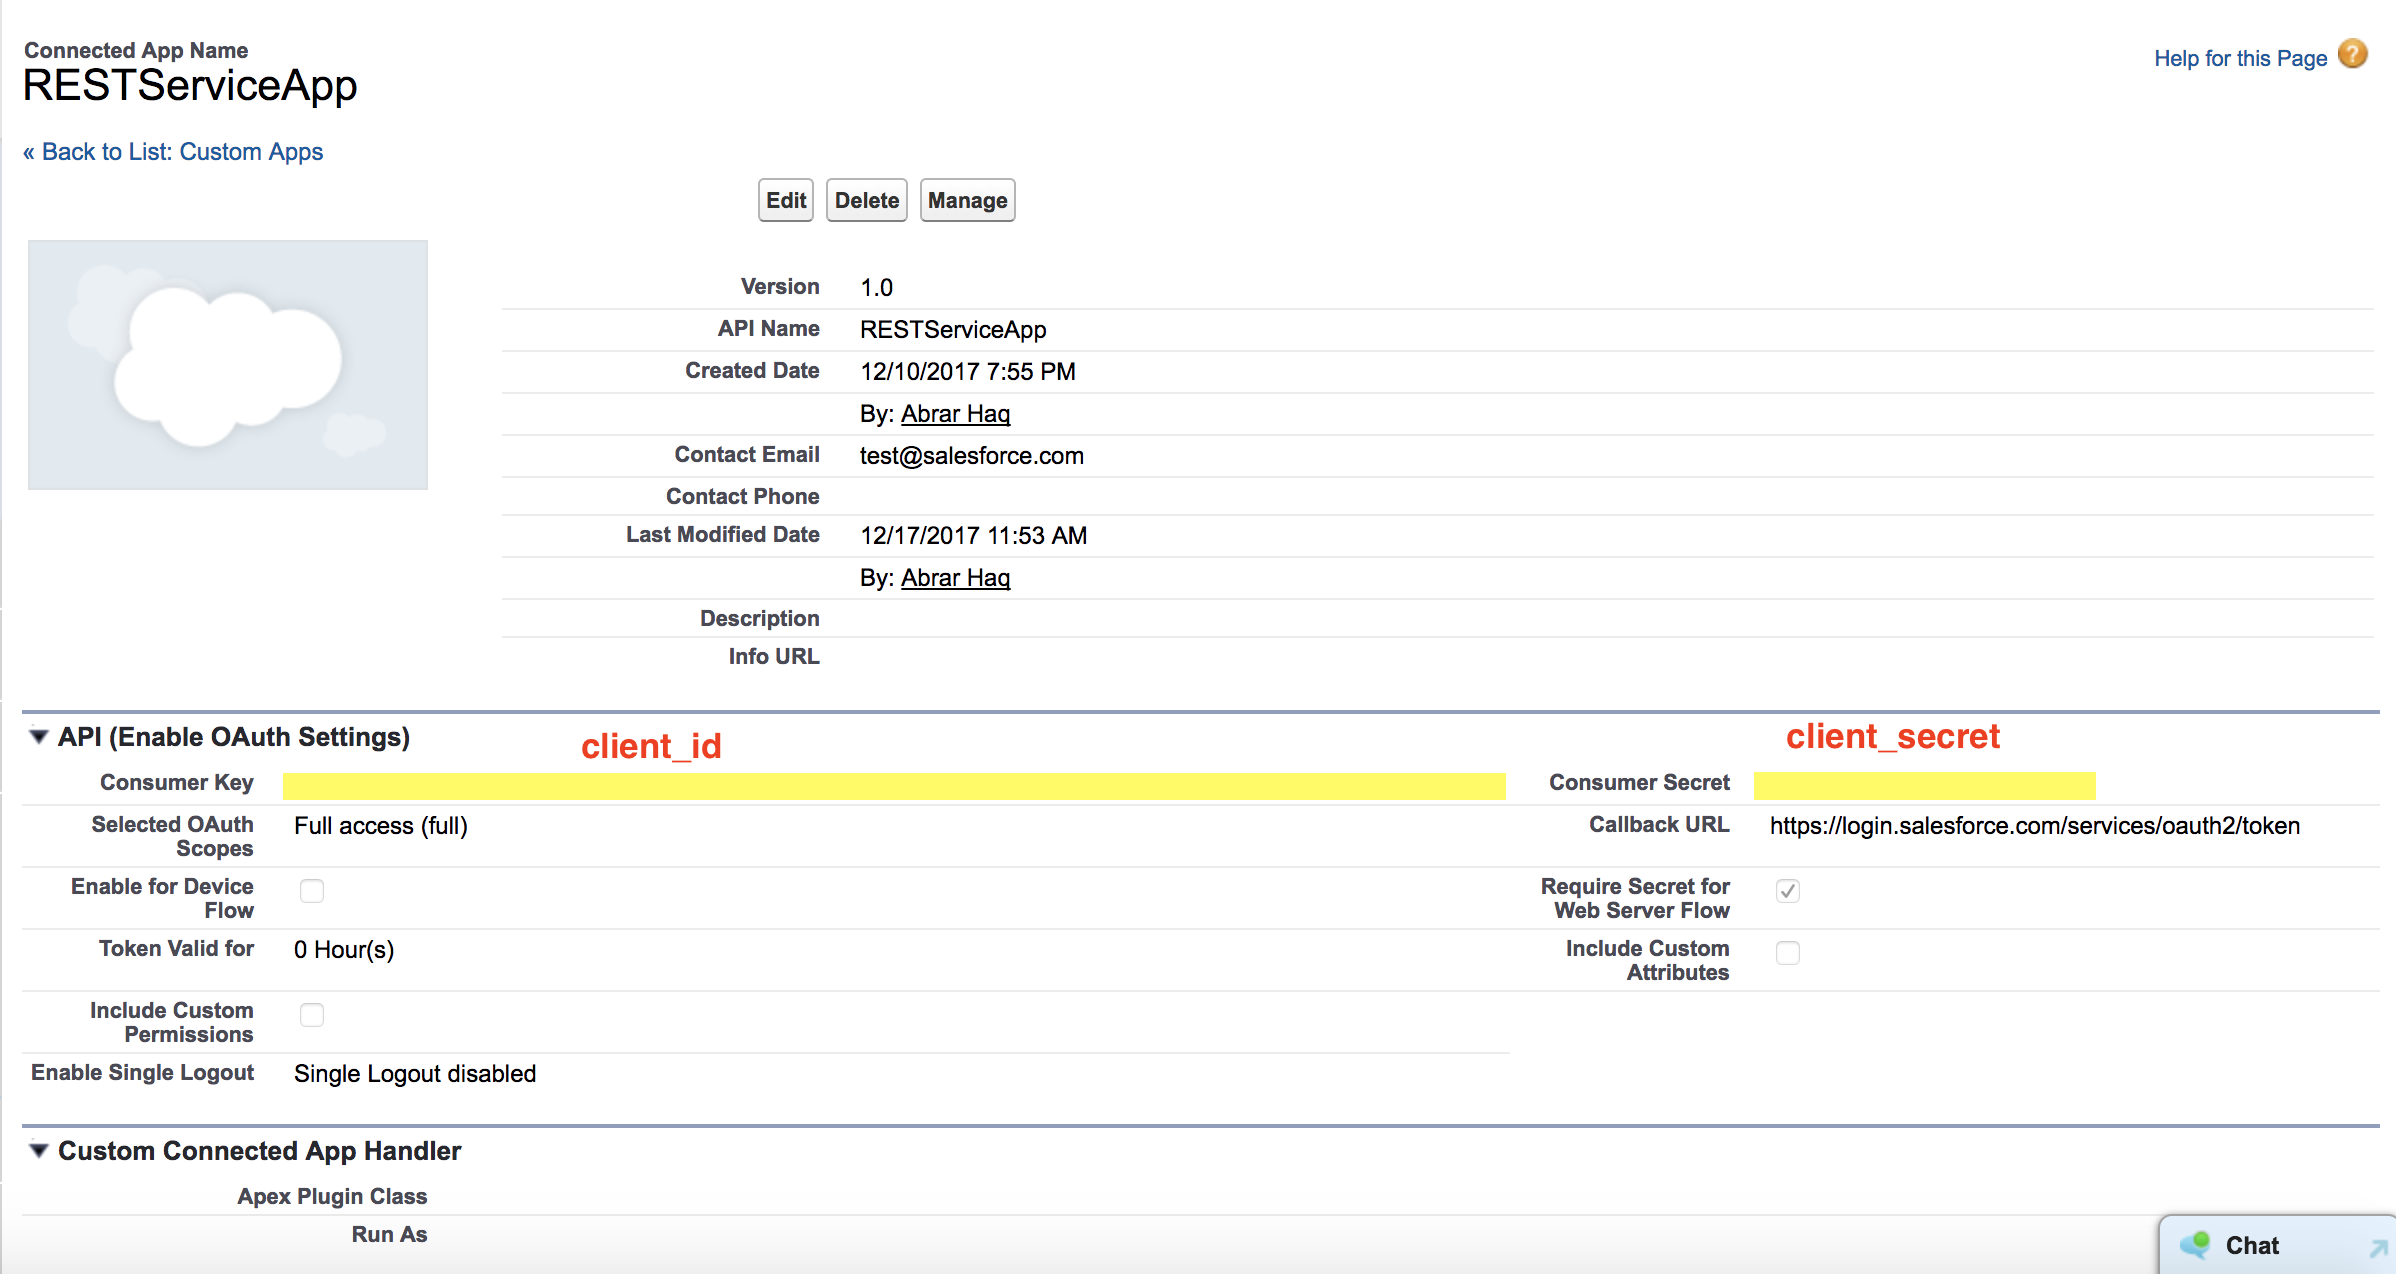 Connected App Name
RESTServiceApp
Help for this Page ?
« Back to List: Custom Apps
Edit Delete Manage
Version 1.0
API Name RESTServiceApp
Created Date 12/10/2017 7:55 PM
By: Abrar Haq
Contact Email test@salesforce.com
Contact Phone
Last Modified Date 12/17/2017 11:53 AM
By: Abrar Haq
Description
Info URL
API (Enable OAuth Settings) client_id client_secret
Consumer Key Consumer Secret
Selected OAuth Scopes Full access (full) Callback URL https://login.salesforce.com/services/oauth2/token
Enable for Device Flow Require Secret for Web Server Flow
Token Valid for 0 Hour(s) Include Custom Attributes
Include Custom Permissions
Enable Single Logout Single Logout disabled
Custom Connected App Handler
Apex Plugin Class
Run As
Chat